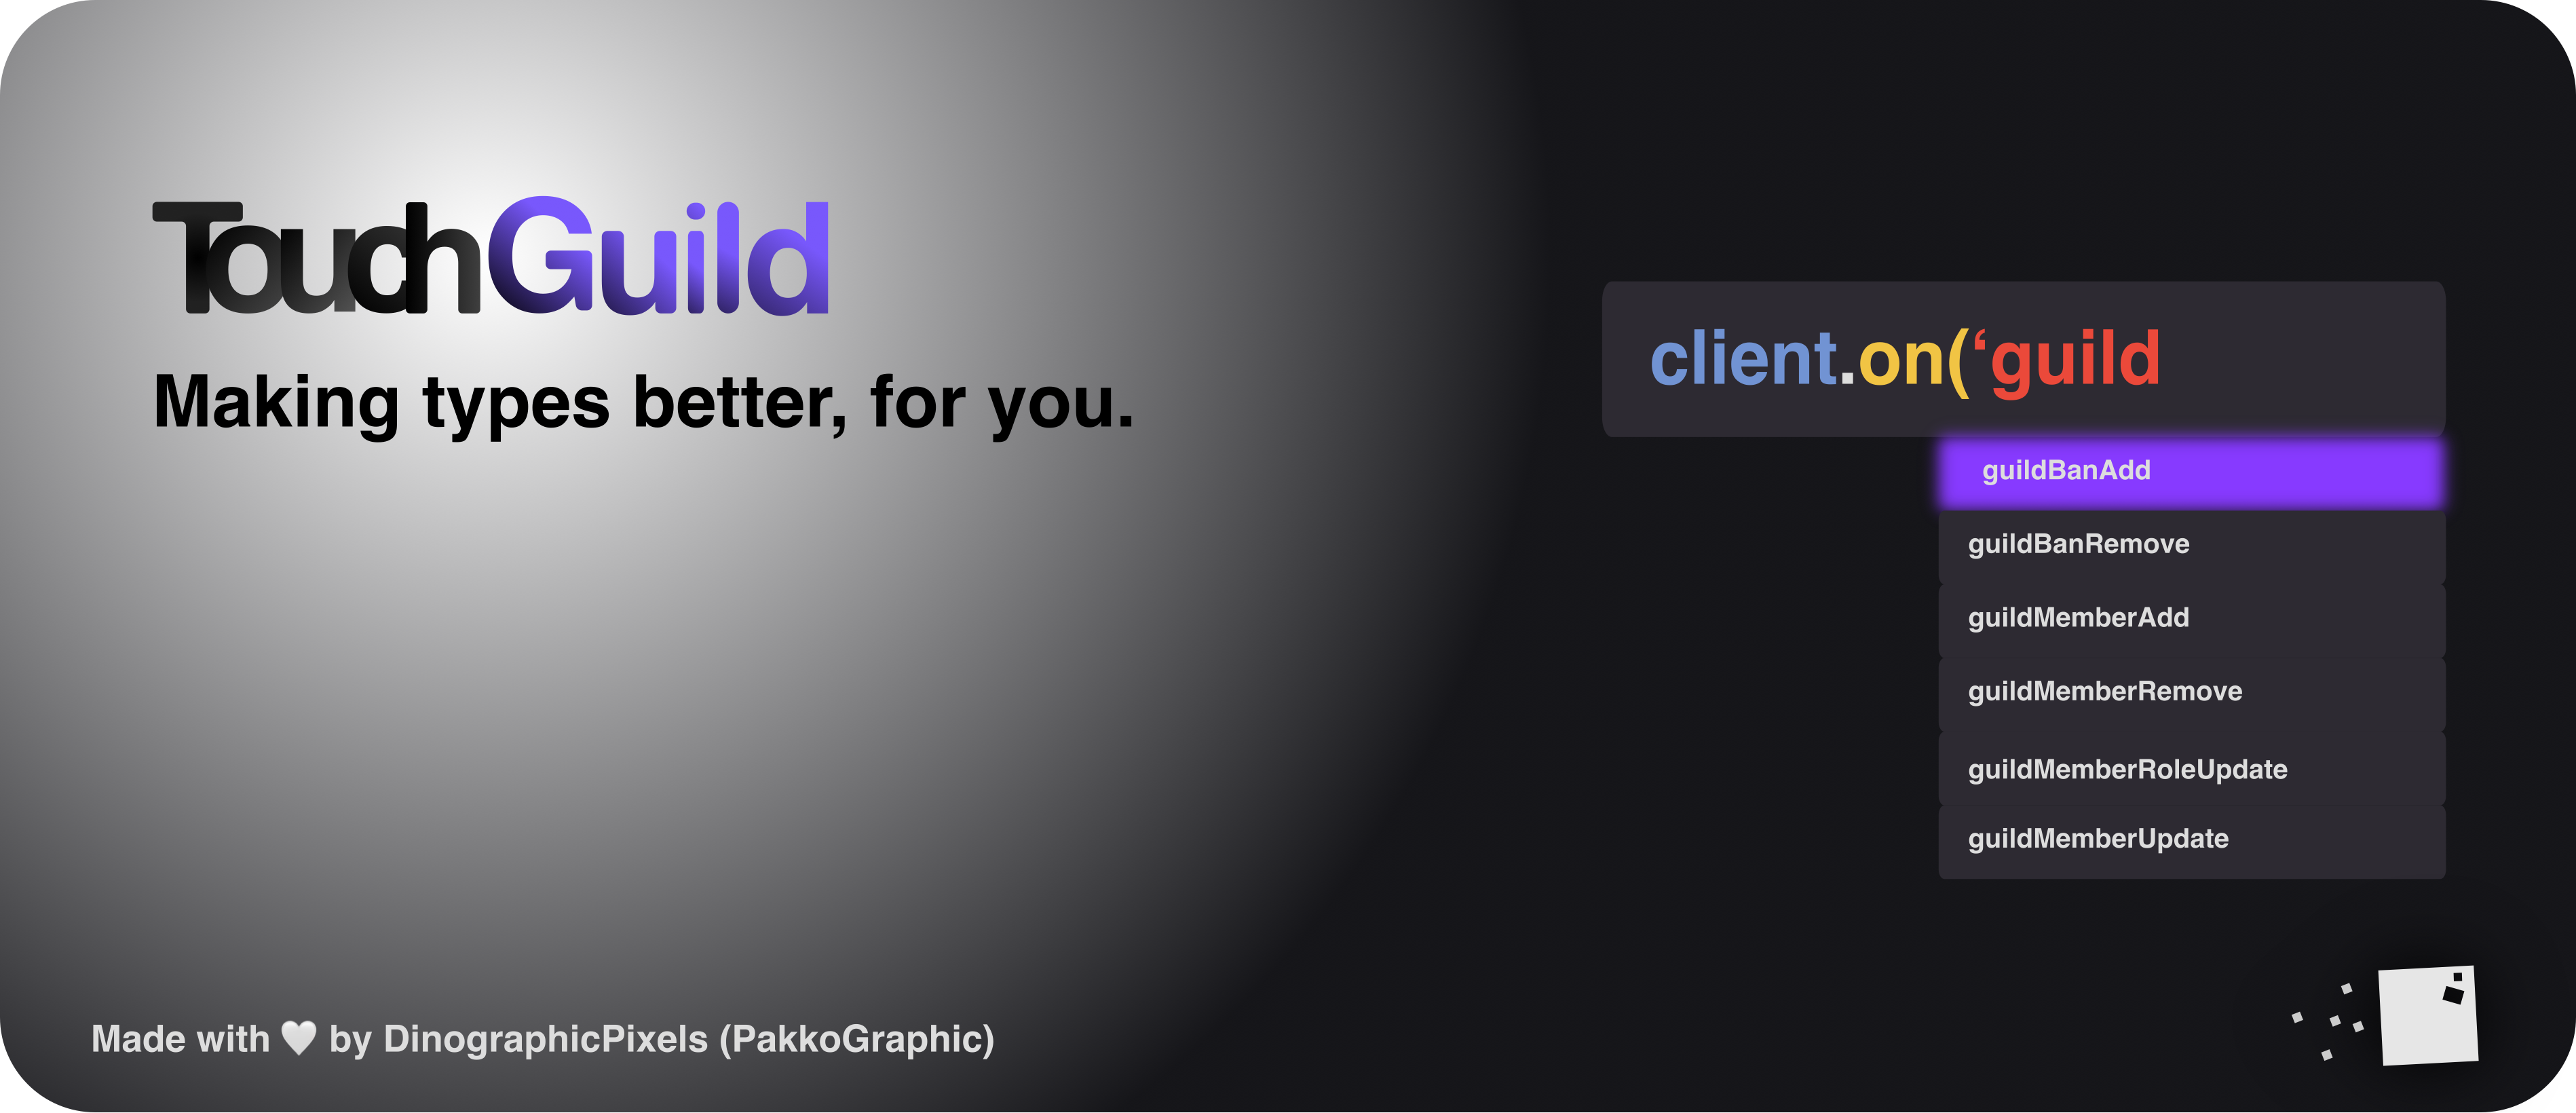 TouchGuild
Making types better, for you.
client.on(‘guild
guildBanAdd
guildBanRemove
guildMemberAdd
guildMemberRemove
guildMemberRoleUpdate
guildMemberUpdate
Made with 🤍 by DinographicPixels (PakkoGraphic)